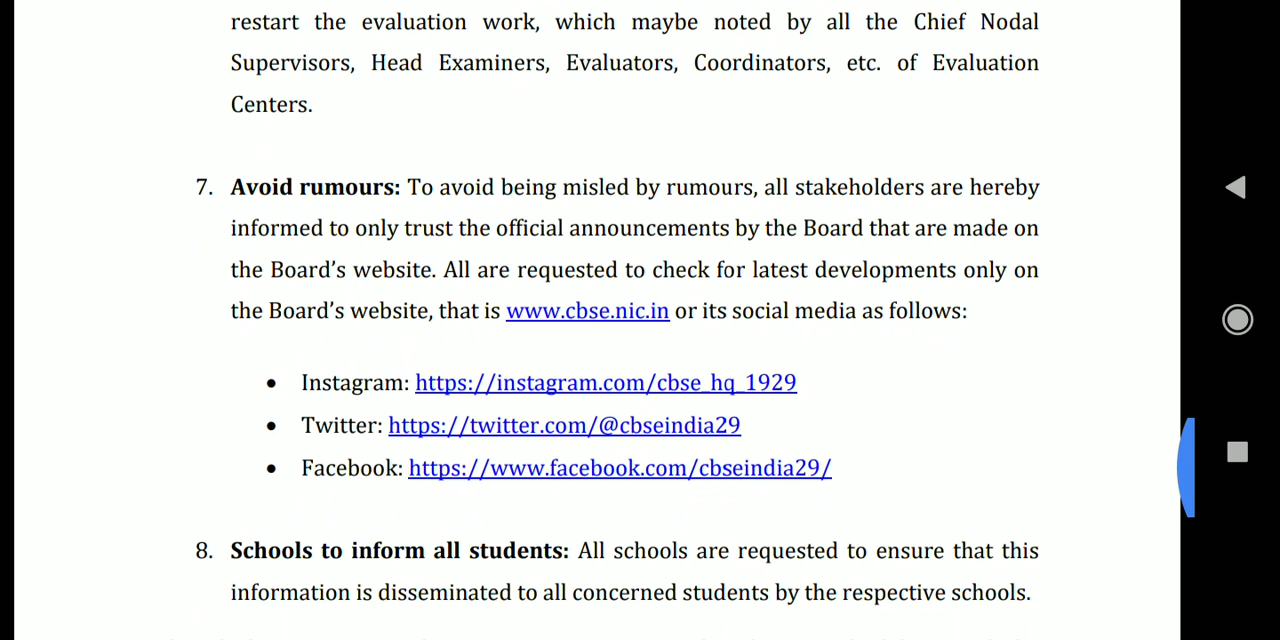 restart the evaluation work, which maybe noted by all the Chief Nodal
Supervisors, Head Examiners, Evaluators, Coordinators, etc. of Evaluation
Centers.
7. Avoid rumours: To avoid being misled by rumours, all stakeholders are hereby
informed to only trust the official announcements by the Board that are made on
the Board’s website. All are requested to check for latest developments only on
the Board’s website, that is www.cbse.nic.in or its social media as follows:
• Instagram: https://instagram.com/cbse_hq_1929
• Twitter: https://twitter.com/@cbseindia29
• Facebook: https://www.facebook.com/cbseindia29/
8. Schools to inform all students: All schools are requested to ensure that this
information is disseminated to all concerned students by the respective schools.